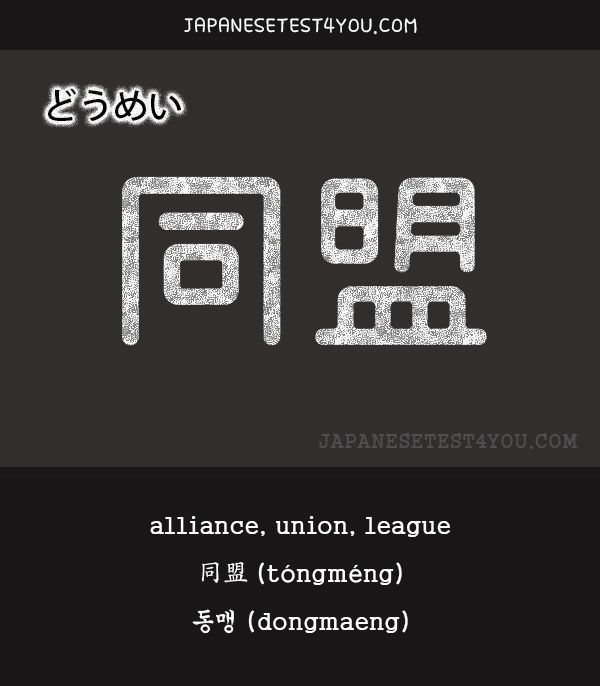 JAPANESETEST4YOU.COM
どうめい
同盟
JAPANESETEST4YOU.COM
alliance, union, league
同盟 (tóngméng)
동맹 (dongmaeng)